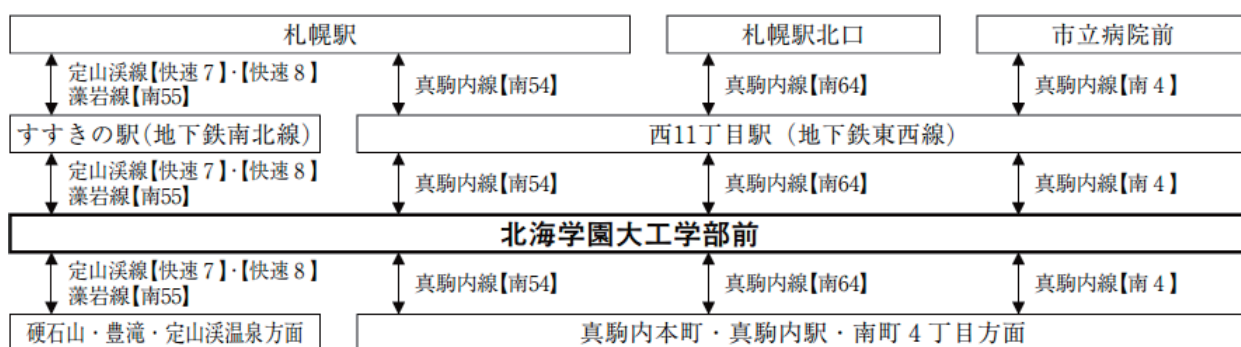 札幌駅
札幌駅北口
市立病院前
定山渓線【快速7】・【快速8】
藻岩線【南55】
真駒内線【南54】
真駒内線【南64】
真駒内線【南4】
すすきの駅(地下鉄南北線)
西11丁目駅(地下鉄東西線)
定山渓線【快速7】・【快速8】
藻岩線【南55】
真駒内線【南54】
真駒内線【南64】
真駒内線【南4】
北海学園大工学部前
定山渓線【快速7】・【快速8】
藻岩線【南55】
真駒内線【南54】
真駒内線【南64】
真駒内線【南4】
硬石山・豊滝・定山渓温泉方面
真駒内本町・真駒内駅・南町4丁目方面